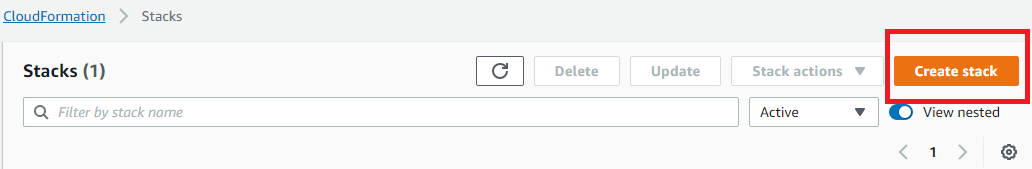 CloudFormation > Stacks
Stacks (1) Delete Update Stack actions Create stack
Filter by stack name Active View nested
1